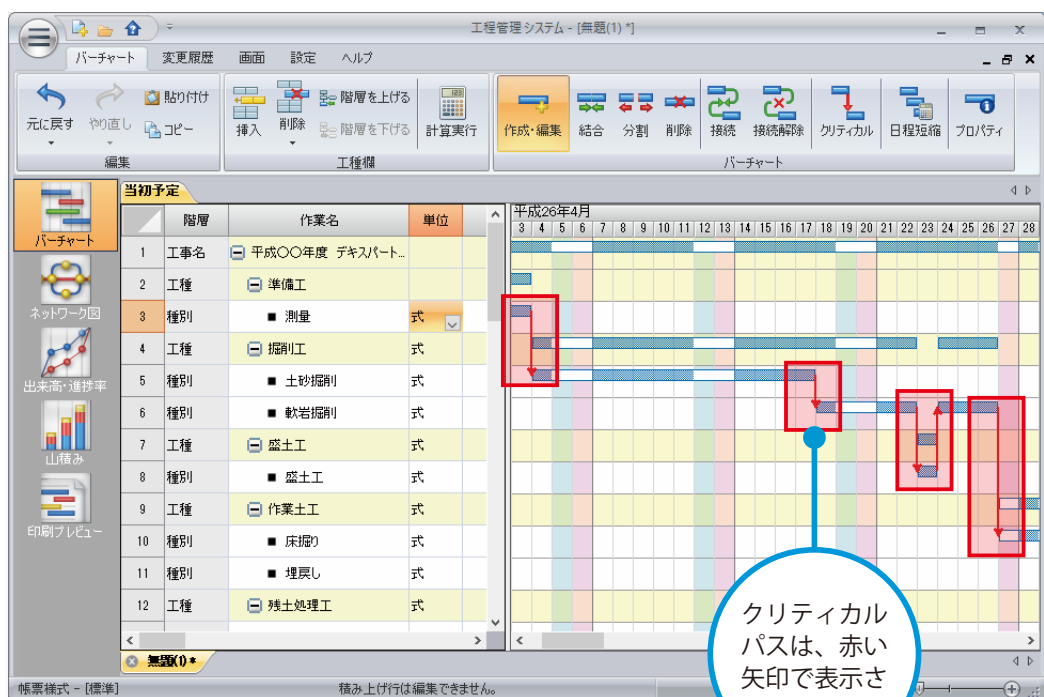 工程管理システム - [無題(1) *]
バーチャート 変更履歴 画面 設定 ヘルプ
元に戻す やり直し 貼り付け コピー
編集
挿入 削除 階層を上げる 階層を下げる 計算実行
工種欄
作成・編集 結合 分割 削除 接続 接続解除 クリティカル 日程短縮 プロパティ
バーチャート
バーチャート
ネットワーク図
出来高・進捗率
山積み
印刷プレビュー
当初予定
階層 作業名 単位
1 工事名 平成〇〇年度 デキスパート...
2 工種 準備工
3 種別 ■ 測量 式
4 工種 掘削工 式
5 種別 ■ 土砂掘削 式
6 種別 ■ 軟岩掘削 式
7 工種 盛土工 式
8 種別 ■ 盛土工 式
9 工種 作業土工 式
10 種別 ■ 床掘り 式
11 種別 ■ 埋戻し 式
12 工種 残土処理工 式
平成26年4月
3 4 5 6 7 8 9 10 11 12 13 14 15 16 17 18 19 20 21 22 23 24 25 26 27 28
クリティカル
パスは、赤い
矢印で表示さ
無題(1) *
帳票様式 - [標準] 積み上げ行は編集できません。